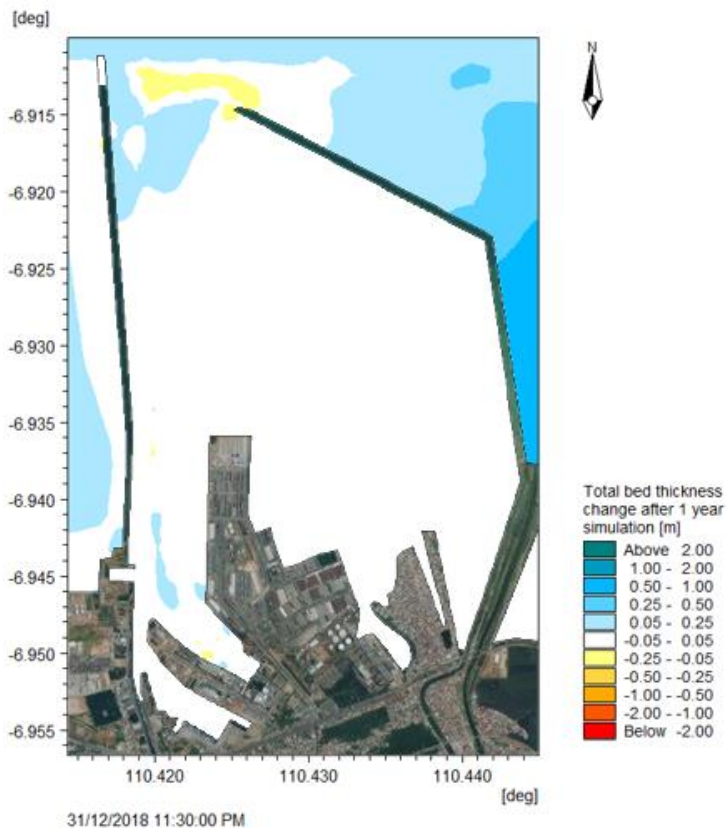 [deg]
N
-6.915
-6.920
-6.925
-6.930
-6.935
-6.940
-6.945
-6.950
-6.955
110.420 110.430 110.440
[deg]
31/12/2018 11:30:00 PM
Total bed thickness
change after 1 year
simulation [m]
Above 2.00
1.00 - 2.00
0.50 - 1.00
0.25 - 0.50
0.05 - 0.25
-0.05 - 0.05
-0.25 - -0.05
-0.50 - -0.25
-1.00 - -0.50
-2.00 - -1.00
Below -2.00